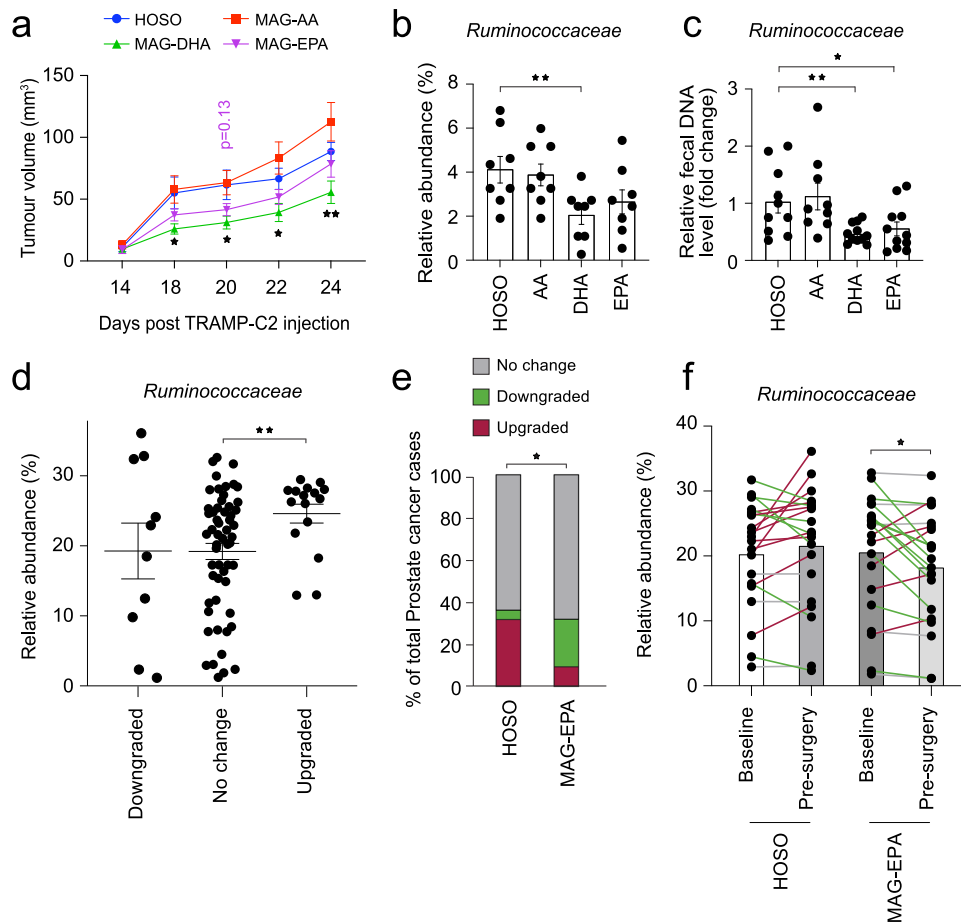 a
HOSO
MAG-AA
MAG-DHA
MAG-EPA
Tumour volume (mm³)
150
100
50
0
p=0.13
★
★
★
★★
14
18
20
22
24
Days post TRAMP-C2 injection
b
Ruminococcaceae
Relative abundance (%)
8
6
4
2
0
★★
HOSO
AA
DHA
EPA
c
Ruminococcaceae
Relative fecal DNA
level (fold change)
3
2
1
0
★
★★
HOSO
AA
DHA
EPA
d
Ruminococcaceae
Relative abundance (%)
30
20
10
0
★★
Downgraded
No change
Upgraded
e
No change
Downgraded
Upgraded
% of total Prostate cancer cases
100
80
60
40
20
0
★
HOSO
MAG-EPA
f
Ruminococcaceae
Relative abundance (%)
40
30
20
10
0
★
Baseline
Pre-surgery
Baseline
Pre-surgery
HOSO
MAG-EPA